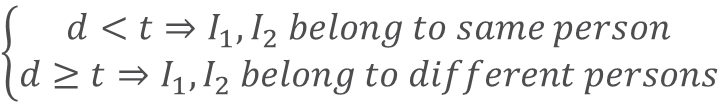 d < t ⇒ I₁, I₂ belong to same person
d ≥ t ⇒ I₁, I₂ belong to different persons